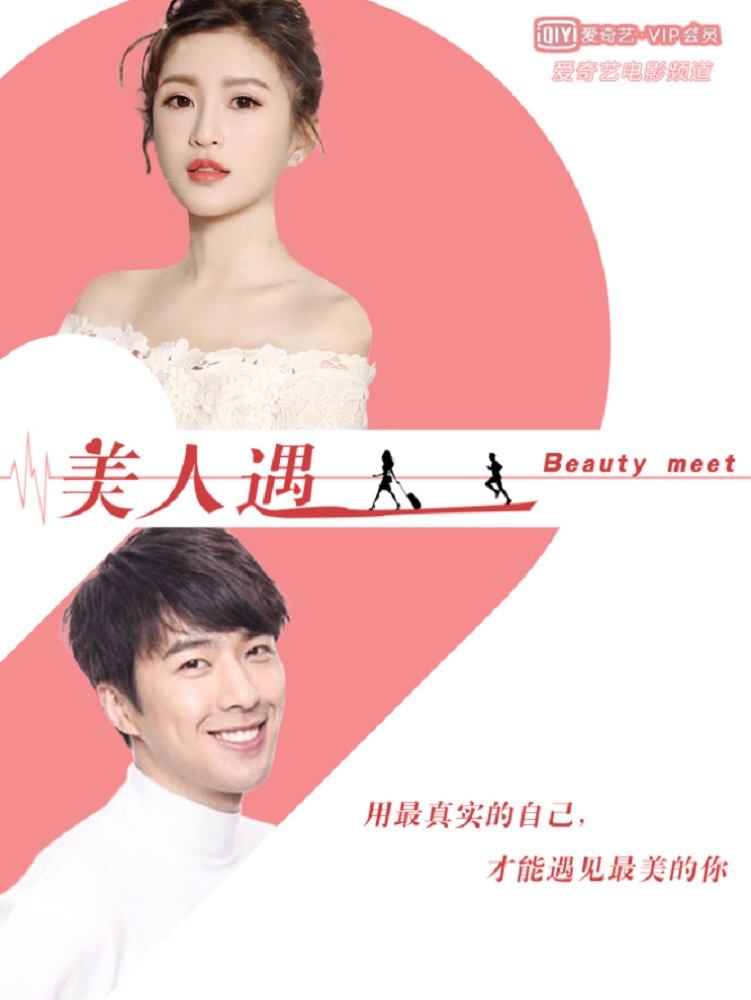 iQIYI 爱奇艺·VIP会员
爱奇艺电影频道
美人遇
Beauty meet
用最真实的自己，
才能遇见最美的你